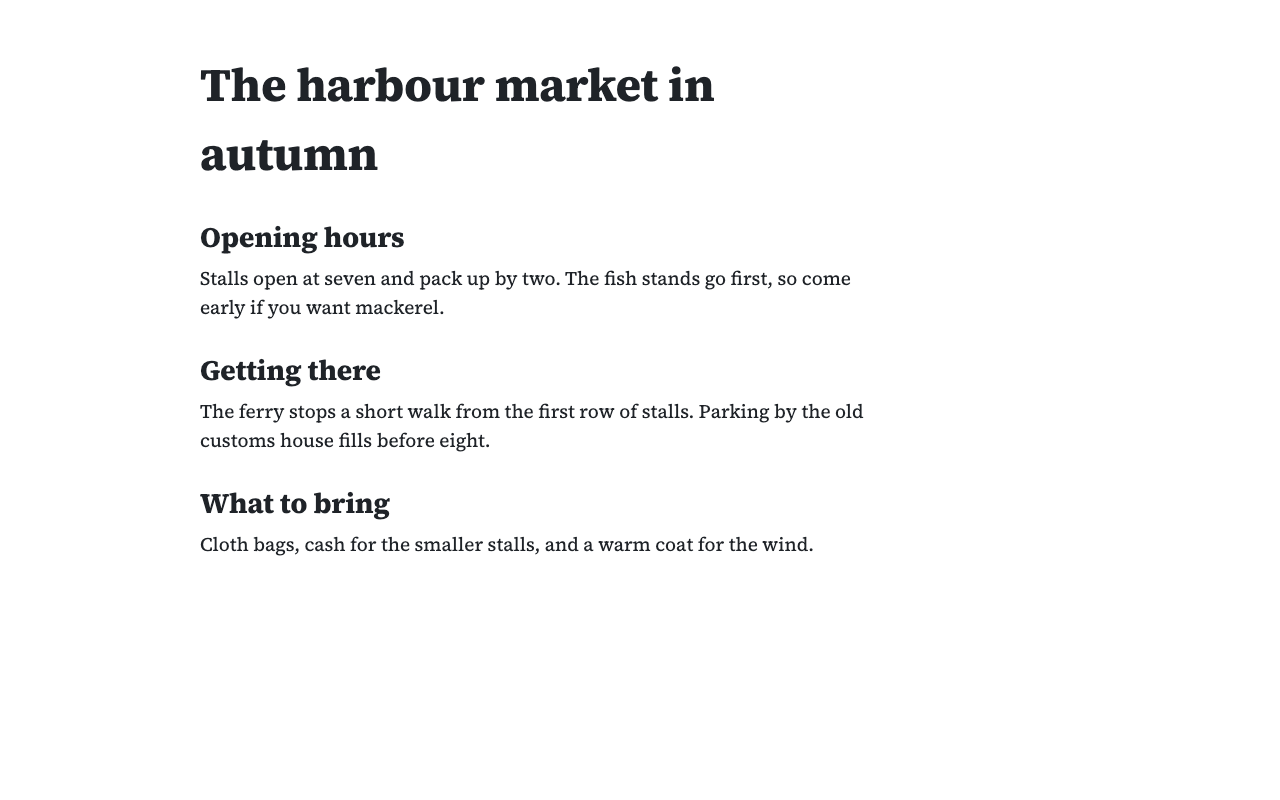 The harbour market in
autumn
Opening hours
Stalls open at seven and pack up by two. The fish stands go first, so come
early if you want mackerel.
Getting there
The ferry stops a short walk from the first row of stalls. Parking by the old
customs house fills before eight.
What to bring
Cloth bags, cash for the smaller stalls, and a warm coat for the wind.